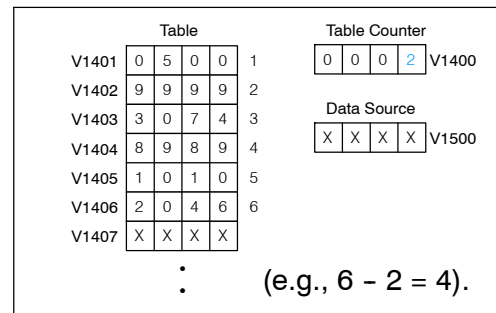 Table Table Counter
V1401 0 5 0 0 1 0 0 0 2 V1400
V1402 9 9 9 9 2
V1403 3 0 7 4 3 Data Source
V1404 8 9 8 9 4 X X X X V1500
V1405 1 0 1 0 5
V1406 2 0 4 6 6
V1407 X X X X
(e.g., 6 - 2 = 4).